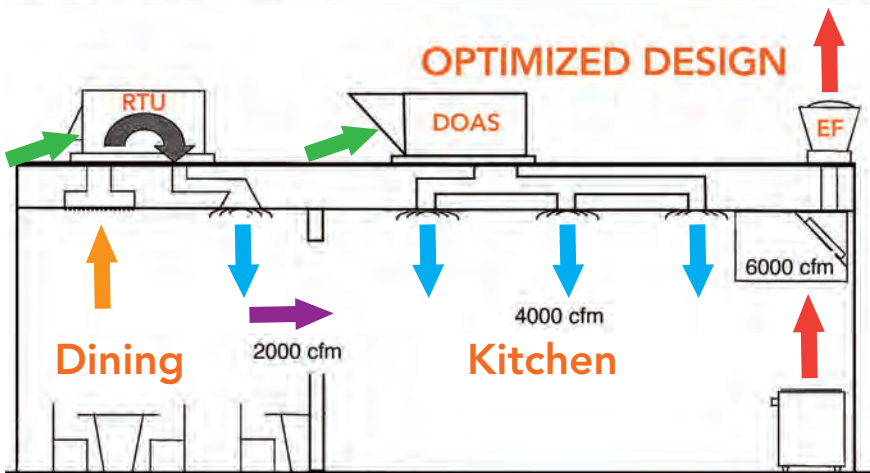 OPTIMIZED DESIGN
RTU
DOAS
EF
6000 cfm
4000 cfm
2000 cfm
Dining
Kitchen